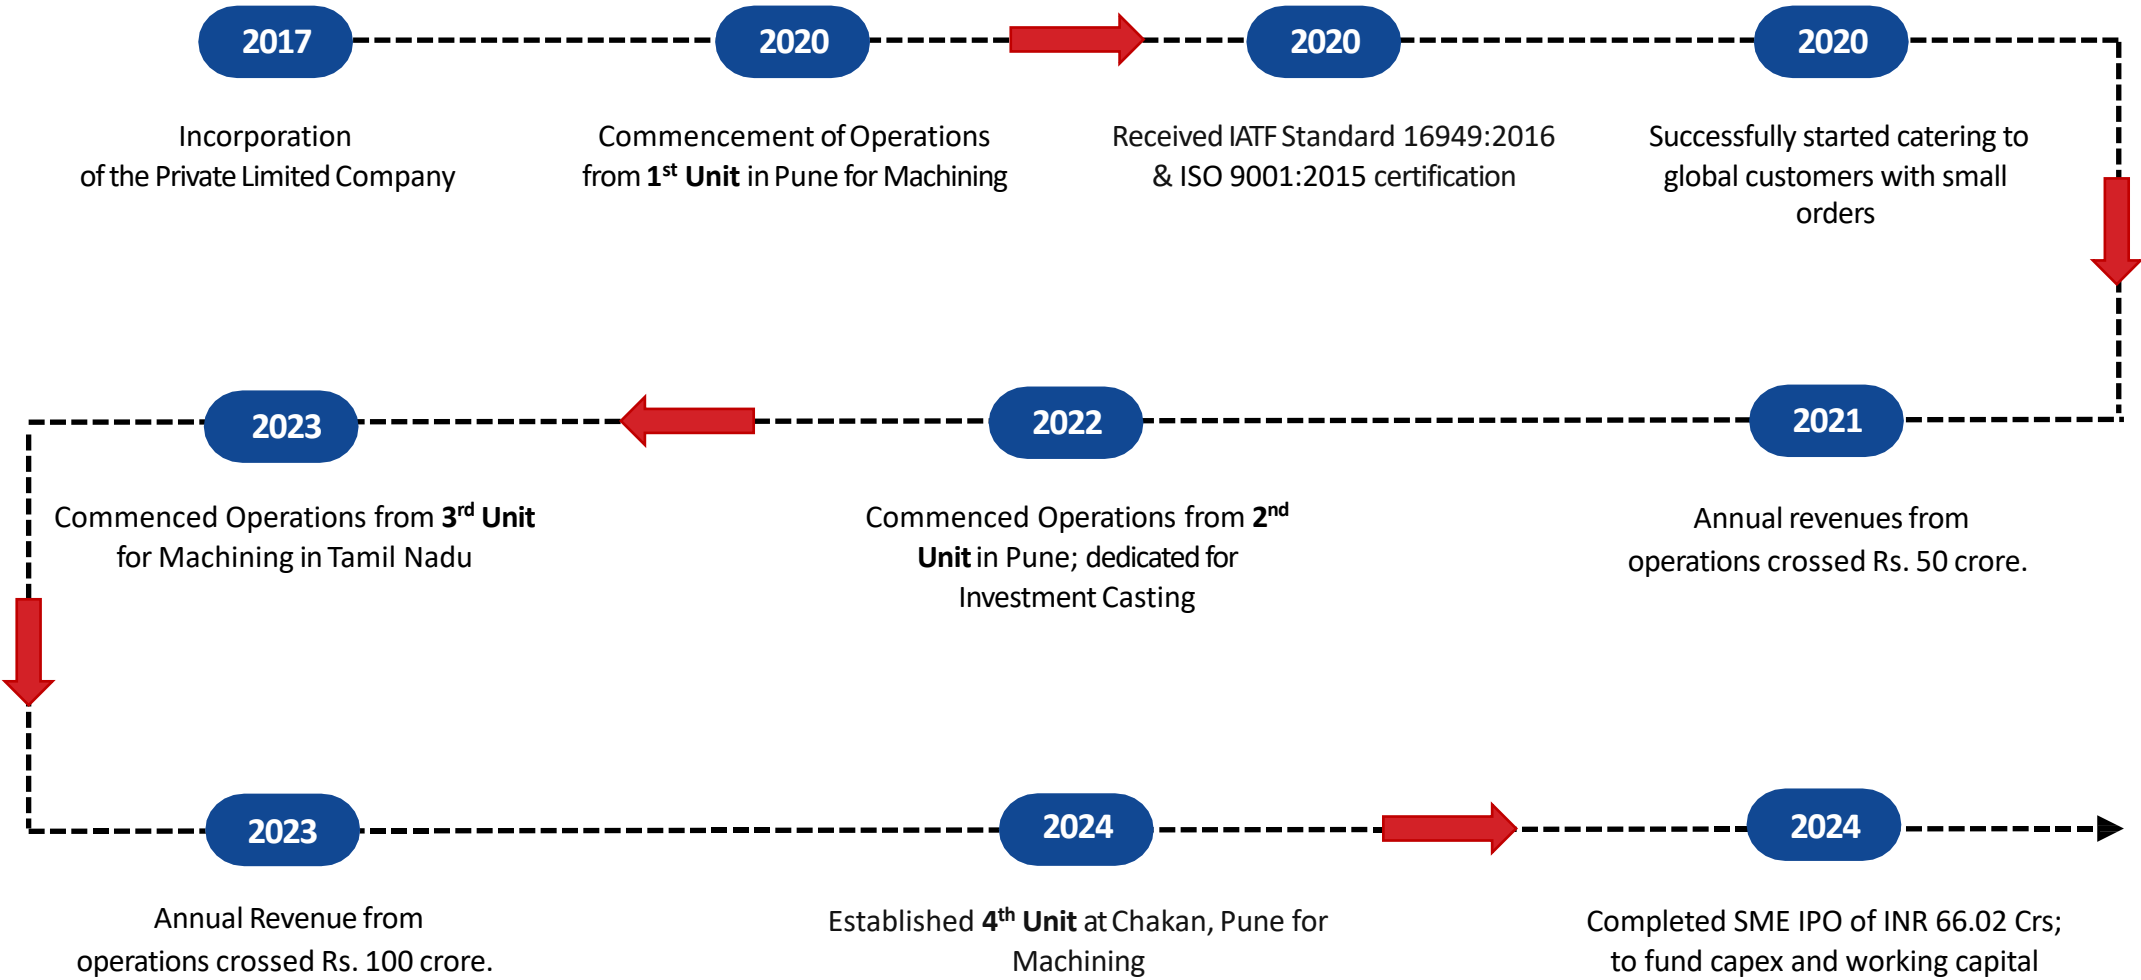 2017
2020
2020
2020
Incorporation
of the Private Limited Company
Commencement of Operations
from 1st Unit in Pune for Machining
Received IATF Standard 16949:2016
& ISO 9001:2015 certification
Successfully started catering to
global customers with small
orders
2023
2022
2021
Commenced Operations from 3rd Unit
for Machining in Tamil Nadu
Commenced Operations from 2nd
Unit in Pune; dedicated for
Investment Casting
Annual revenues from
operations crossed Rs. 50 crore.
2023
2024
2024
Annual Revenue from
operations crossed Rs. 100 crore.
Established 4th Unit at Chakan, Pune for
Machining
Completed SME IPO of INR 66.02 Crs;
to fund capex and working capital